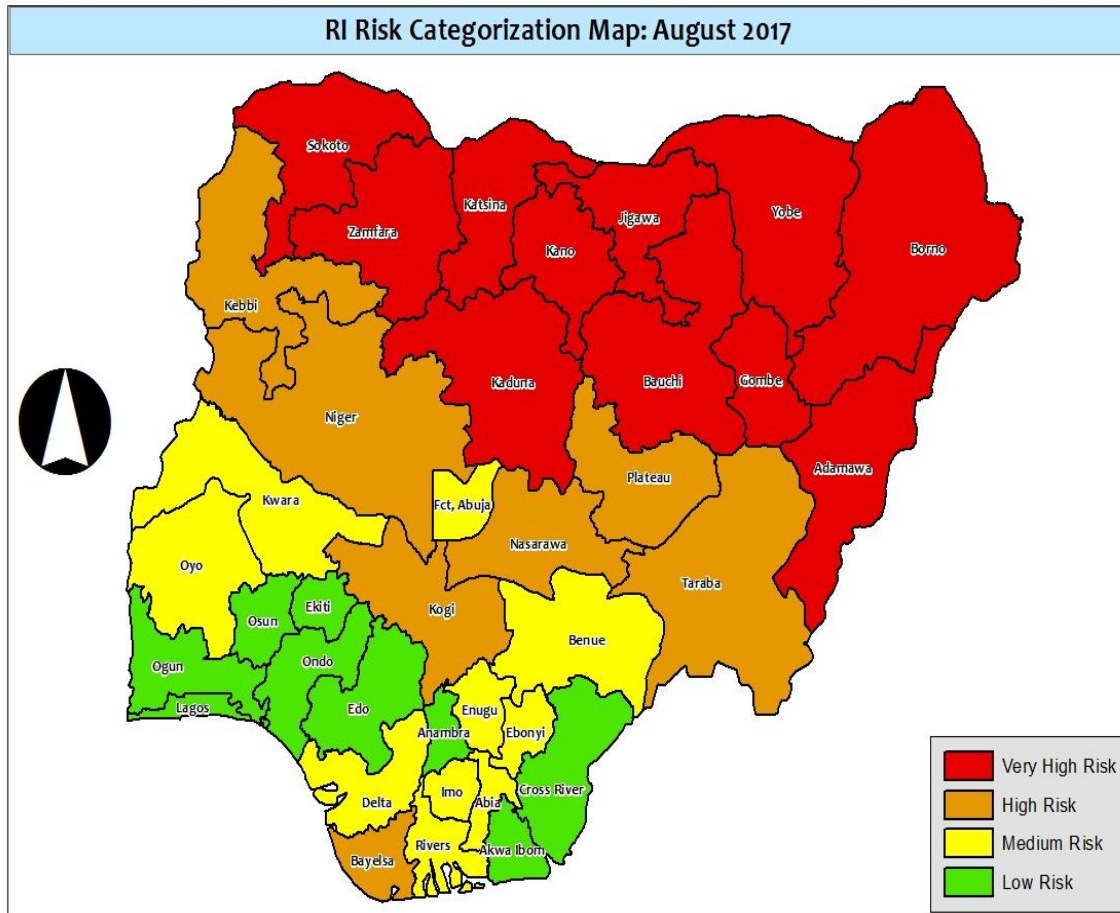 RI Risk Categorization Map: August 2017
Sokoto
Katsina
Zamfara
Kano
Jigawa
Yobe
Borno
Kebbi
Kaduna
Bauchi
Gombe
Niger
Adamawa
Plateau
Kwara
Fct, Abuja
Nasarawa
Oyo
Taraba
Kogi
Osun
Ekiti
Benue
Ogun
Ondo
Lagos
Edo
Anambra
Enugu
Ebonyi
Delta
Imo
Abia
Cross River
Bayelsa
Rivers
Akwa Ibom
Very High Risk
High Risk
Medium Risk
Low Risk